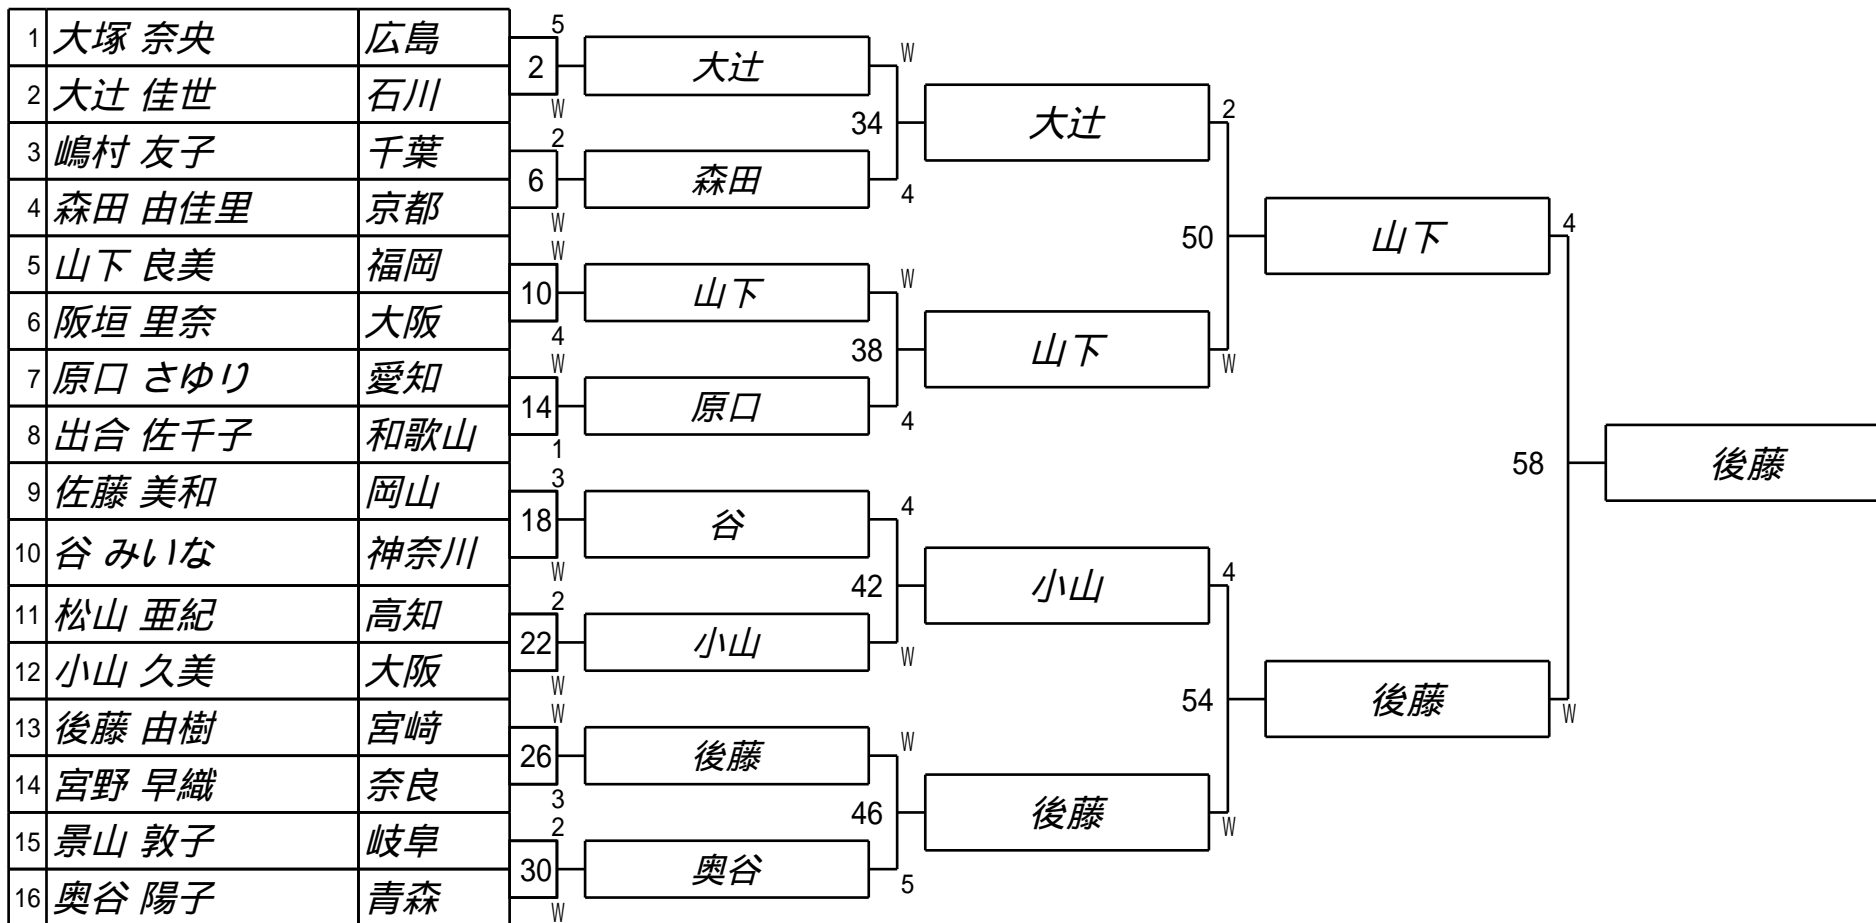 1 大塚 奈央 広島
2 大辻 佳世 石川
3 嶋村 友子 千葉
4 森田 由佳里 京都
5 山下 良美 福岡
6 阪垣 里奈 大阪
7 原口 さゆり 愛知
8 出合 佐千子 和歌山
9 佐藤 美和 岡山
10 谷 みいな 神奈川
11 松山 亜紀 高知
12 小山 久美 大阪
13 後藤 由樹 宮﨑
14 宮野 早織 奈良
15 景山 敦子 岐阜
16 奥谷 陽子 青森
5
2
W
2
6
W
W
10
4
W
14
1
3
18
W
2
22
W
W
26
3
2
30
W
大辻 W
34
森田 4
山下 W
38
原口 4
谷 4
42
小山 W
後藤 W
46
奥谷 5
大辻 2
50
山下 W
小山 4
54
後藤 W
山下 4
58
後藤 W
後藤